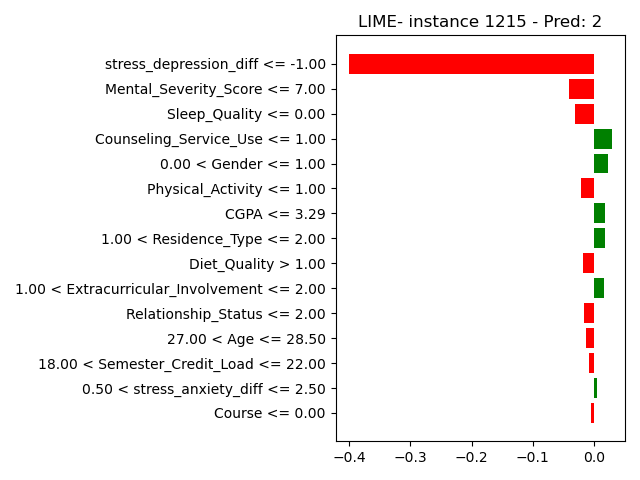 LIME- instance 1215 - Pred: 2
stress_depression_diff <= -1.00
Mental_Severity_Score <= 7.00
Sleep_Quality <= 0.00
Counseling_Service_Use <= 1.00
0.00 < Gender <= 1.00
Physical_Activity <= 1.00
CGPA <= 3.29
1.00 < Residence_Type <= 2.00
Diet_Quality > 1.00
1.00 < Extracurricular_Involvement <= 2.00
Relationship_Status <= 2.00
27.00 < Age <= 28.50
18.00 < Semester_Credit_Load <= 22.00
0.50 < stress_anxiety_diff <= 2.50
Course <= 0.00
−0.4 −0.3 −0.2 −0.1 0.0